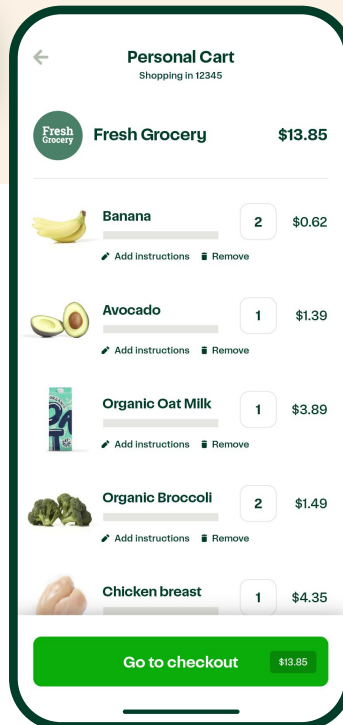 Personal Cart
Shopping in 12345
Fresh
Grocery
Fresh Grocery $13.85
Banana 2 $0.62
Add instructions Remove
Avocado 1 $1.39
Add instructions Remove
Organic Oat Milk 1 $3.89
Add instructions Remove
Organic Broccoli 2 $1.49
Add instructions Remove
Chicken breast 1 $4.35
Go to checkout $13.85